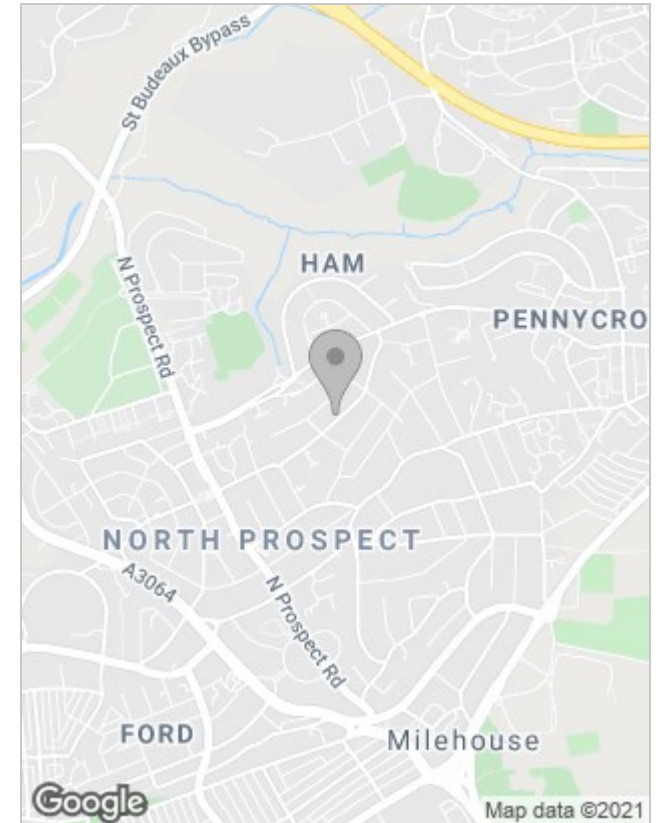 St Budeaux Bypass
HAM
N Prospect Rd
PENNYCRO
NORTH PROSPECT
A3064
N Prospect Rd
FORD
Milehouse
Google
Map data ©2021